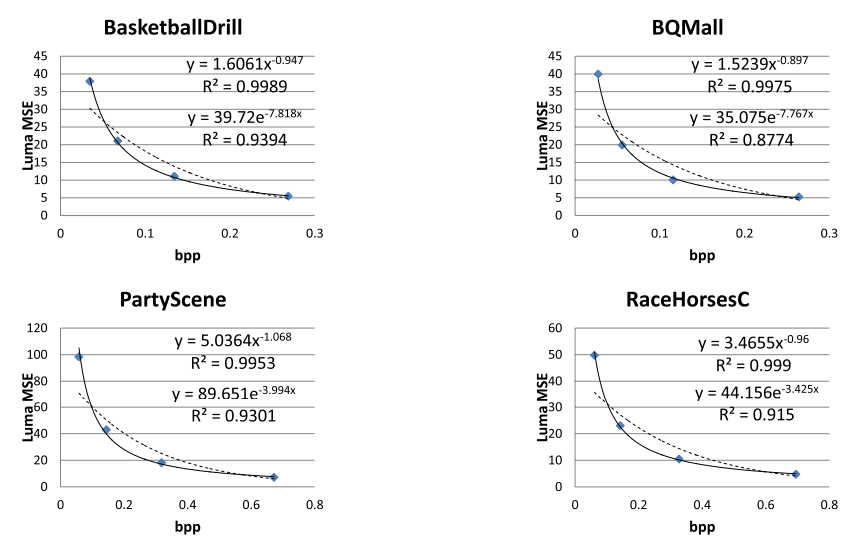 BasketballDrill
45
40
35
30
25
20
15
10
5
0
Luma MSE
y = 1.6061x^-0.947
R² = 0.9989
y = 39.72e^-7.818x
R² = 0.9394
0 0.1 0.2 0.3
bpp
BQMall
45
40
35
30
25
20
15
10
5
0
Luma MSE
y = 1.5239x^-0.897
R² = 0.9975
y = 35.075e^-7.767x
R² = 0.8774
0 0.1 0.2 0.3
bpp
PartyScene
120
100
80
60
40
20
0
Luma MSE
y = 5.0364x^-1.068
R² = 0.9953
y = 89.651e^-3.994x
R² = 0.9301
0 0.2 0.4 0.6 0.8
bpp
RaceHorsesC
60
50
40
30
20
10
0
Luma MSE
y = 3.4655x^-0.96
R² = 0.999
y = 44.156e^-3.425x
R² = 0.915
0 0.2 0.4 0.6 0.8
bpp